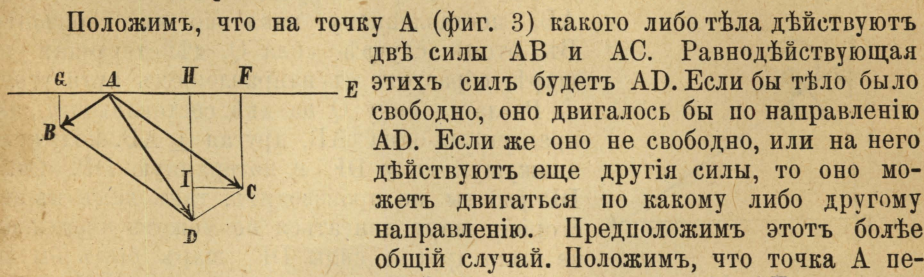 Положимъ, что на точку А (фиг. 3) какого либо тѣла дѣйствуютъ
двѣ силы АВ и АС. Равнодѣйствующая
этихъ силъ будетъ AD. Если бы тѣло было
свободно, оно двигалось бы по направленію
AD. Если же оно не свободно, или на него
дѣйствуютъ еще другія силы, то оно мо-
жетъ двигаться по какому либо другому
направленію. Предположимъ этотъ болѣе
общій случай. Положимъ, что точка А пе-
G A H F
E
B
I
C
D